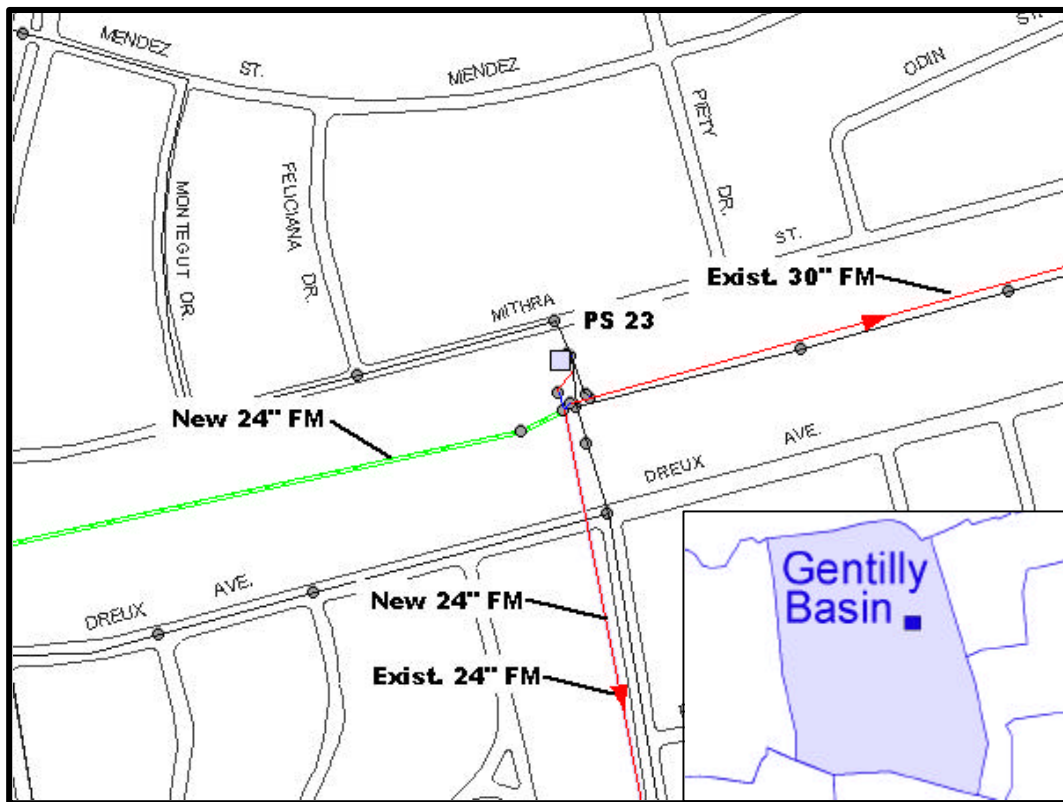 MENDEZ
ST.
MENDEZ
ODIN
ST.
PIETY
DR.
MONTEGUT DR.
FELICIANA
DR.
ST.
Exist. 30" FM
MITHRA
PS 23
New 24" FM
AVE.
DREUX
AVE.
DREUX
New 24" FM
Exist. 24" FM
Gentilly
Basin